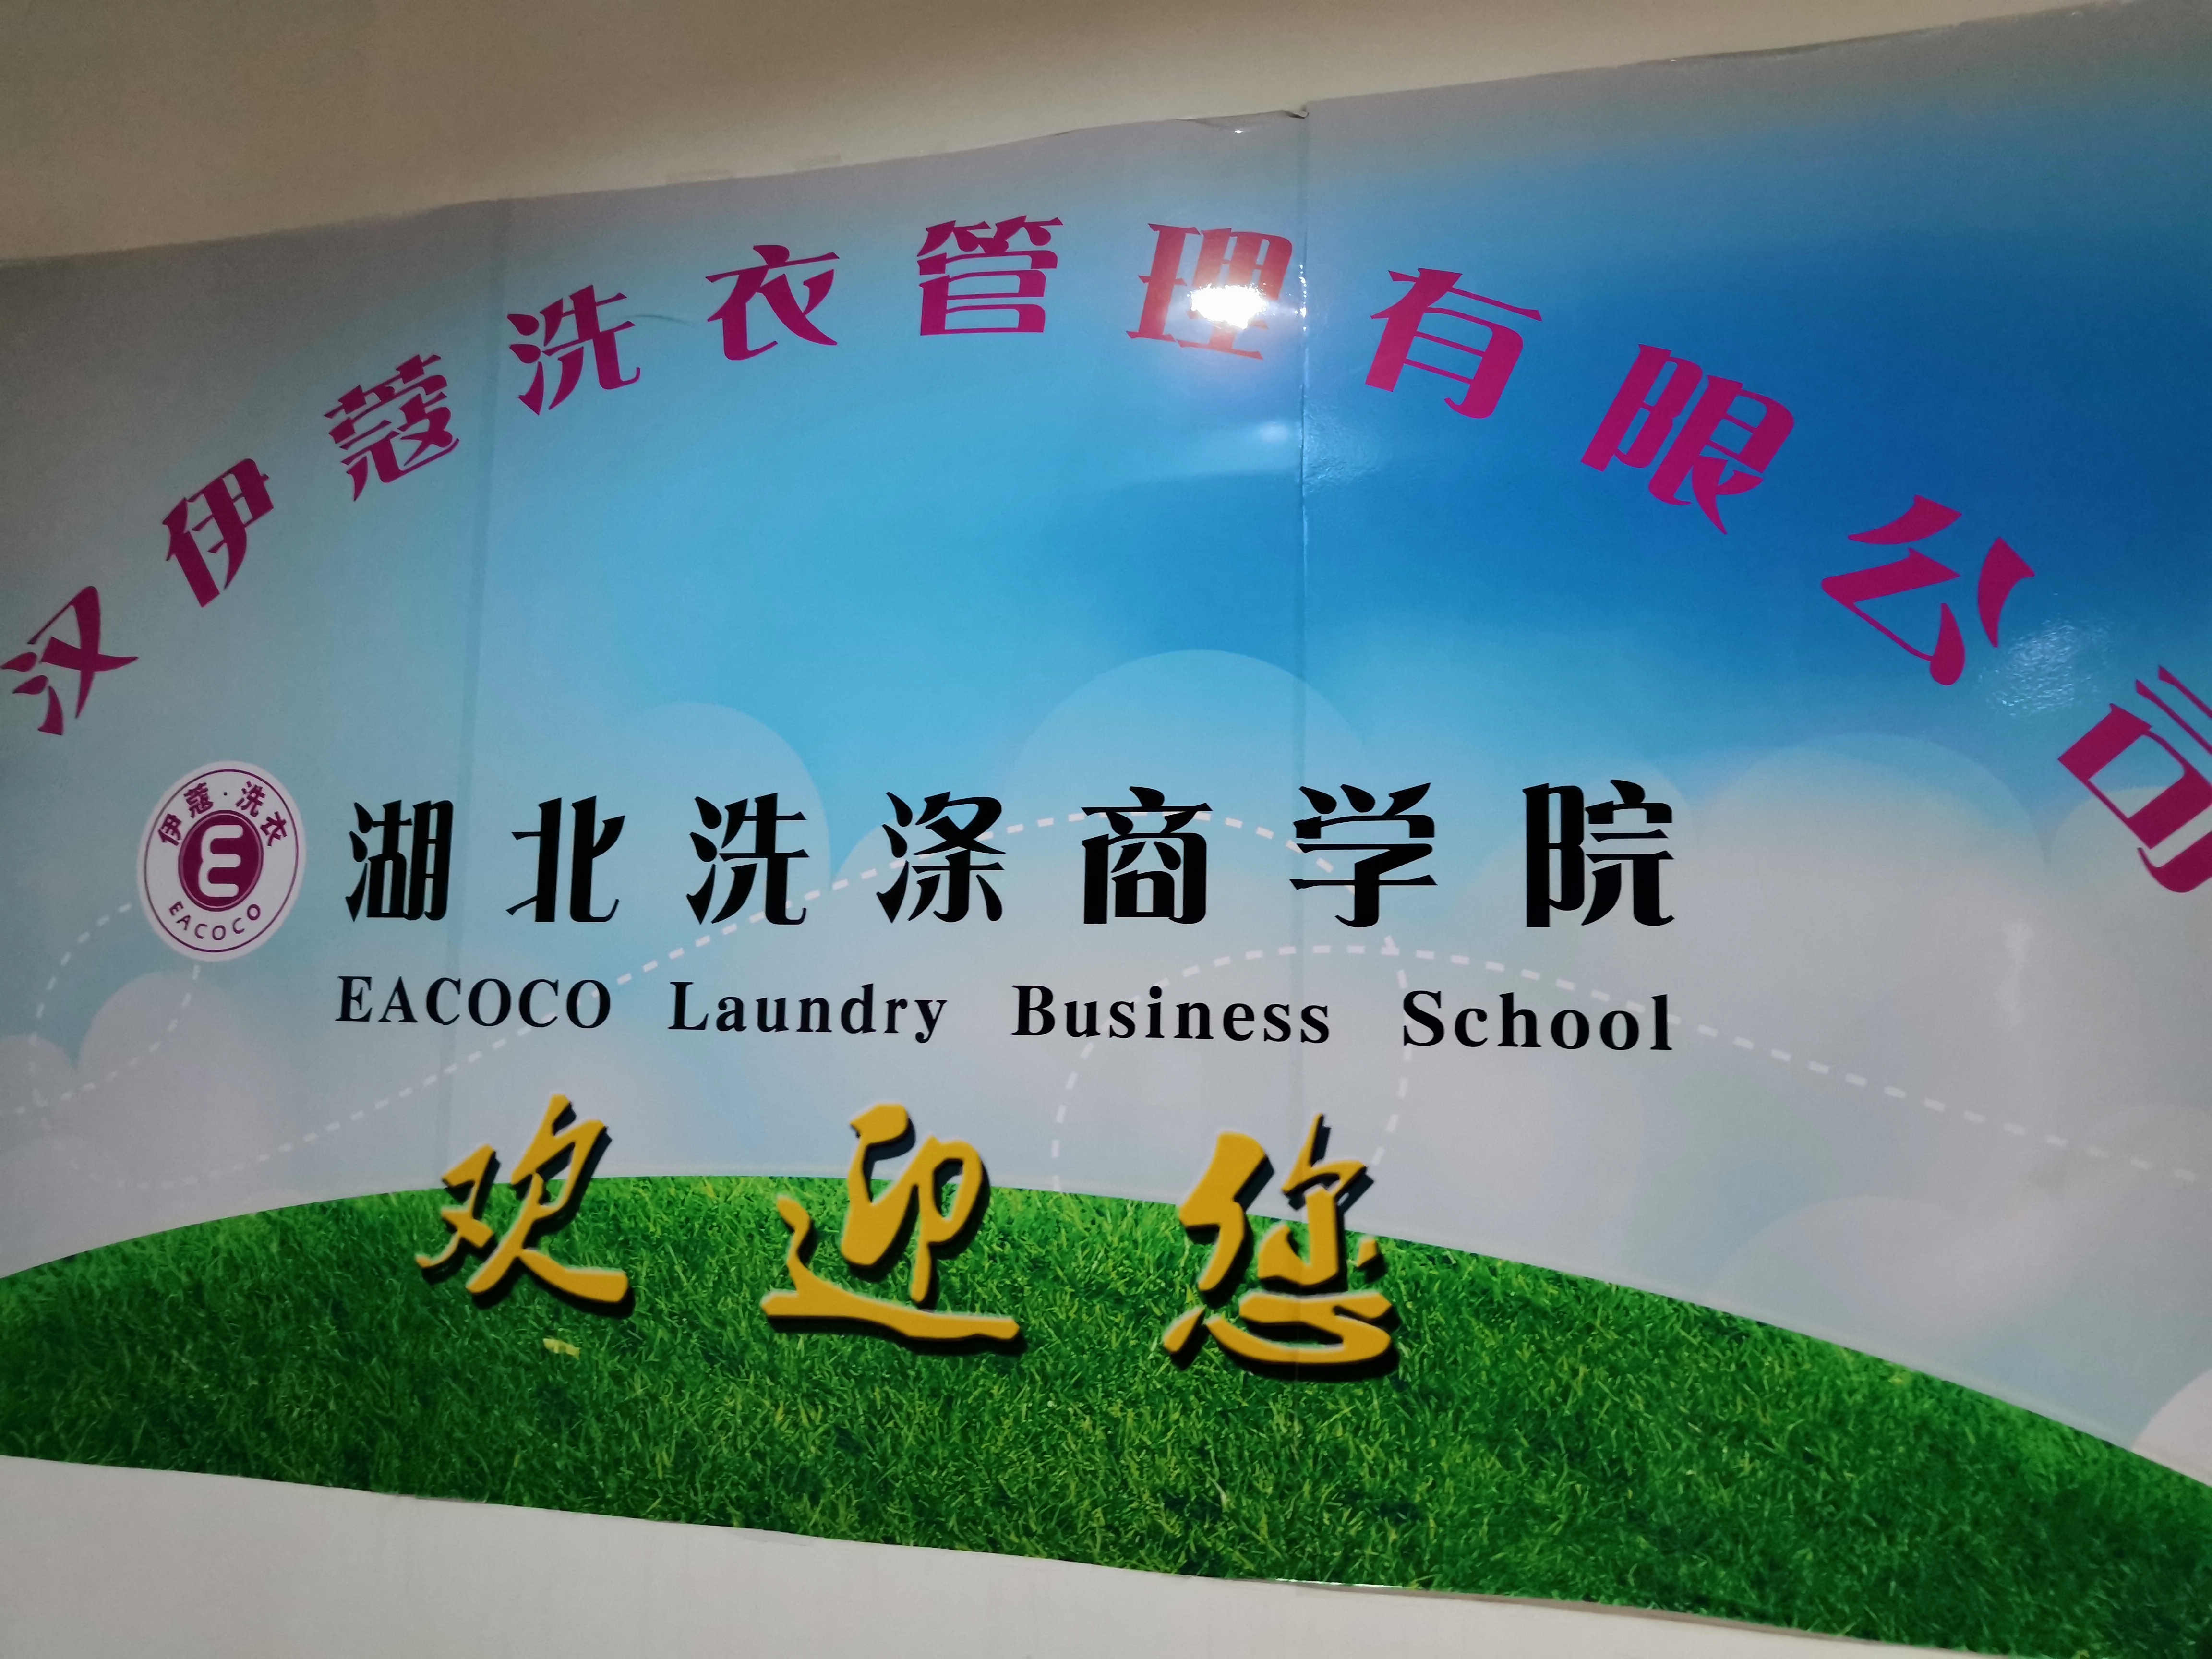 汉伊蔻洗衣管理有限公司
伊蔻·洗衣
E
EACOCO
湖北洗涤商学院
EACOCO Laundry Business School
欢迎您